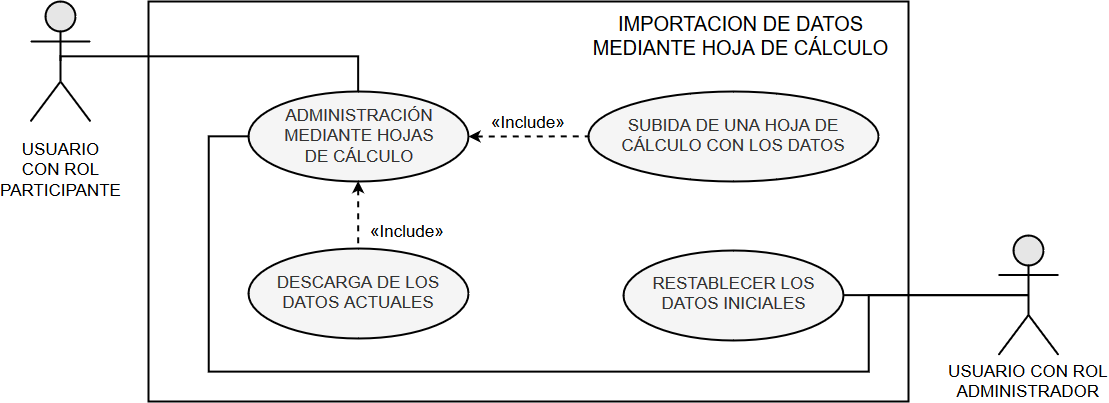 IMPORTACION DE DATOS
MEDIANTE HOJA DE CÁLCULO
USUARIO
CON ROL
PARTICIPANTE
ADMINISTRACIÓN
MEDIANTE HOJAS
DE CÁLCULO
«Include»
SUBIDA DE UNA HOJA DE
CÁLCULO CON LOS DATOS
«Include»
DESCARGA DE LOS
DATOS ACTUALES
RESTABLECER LOS
DATOS INICIALES
USUARIO CON ROL
ADMINISTRADOR